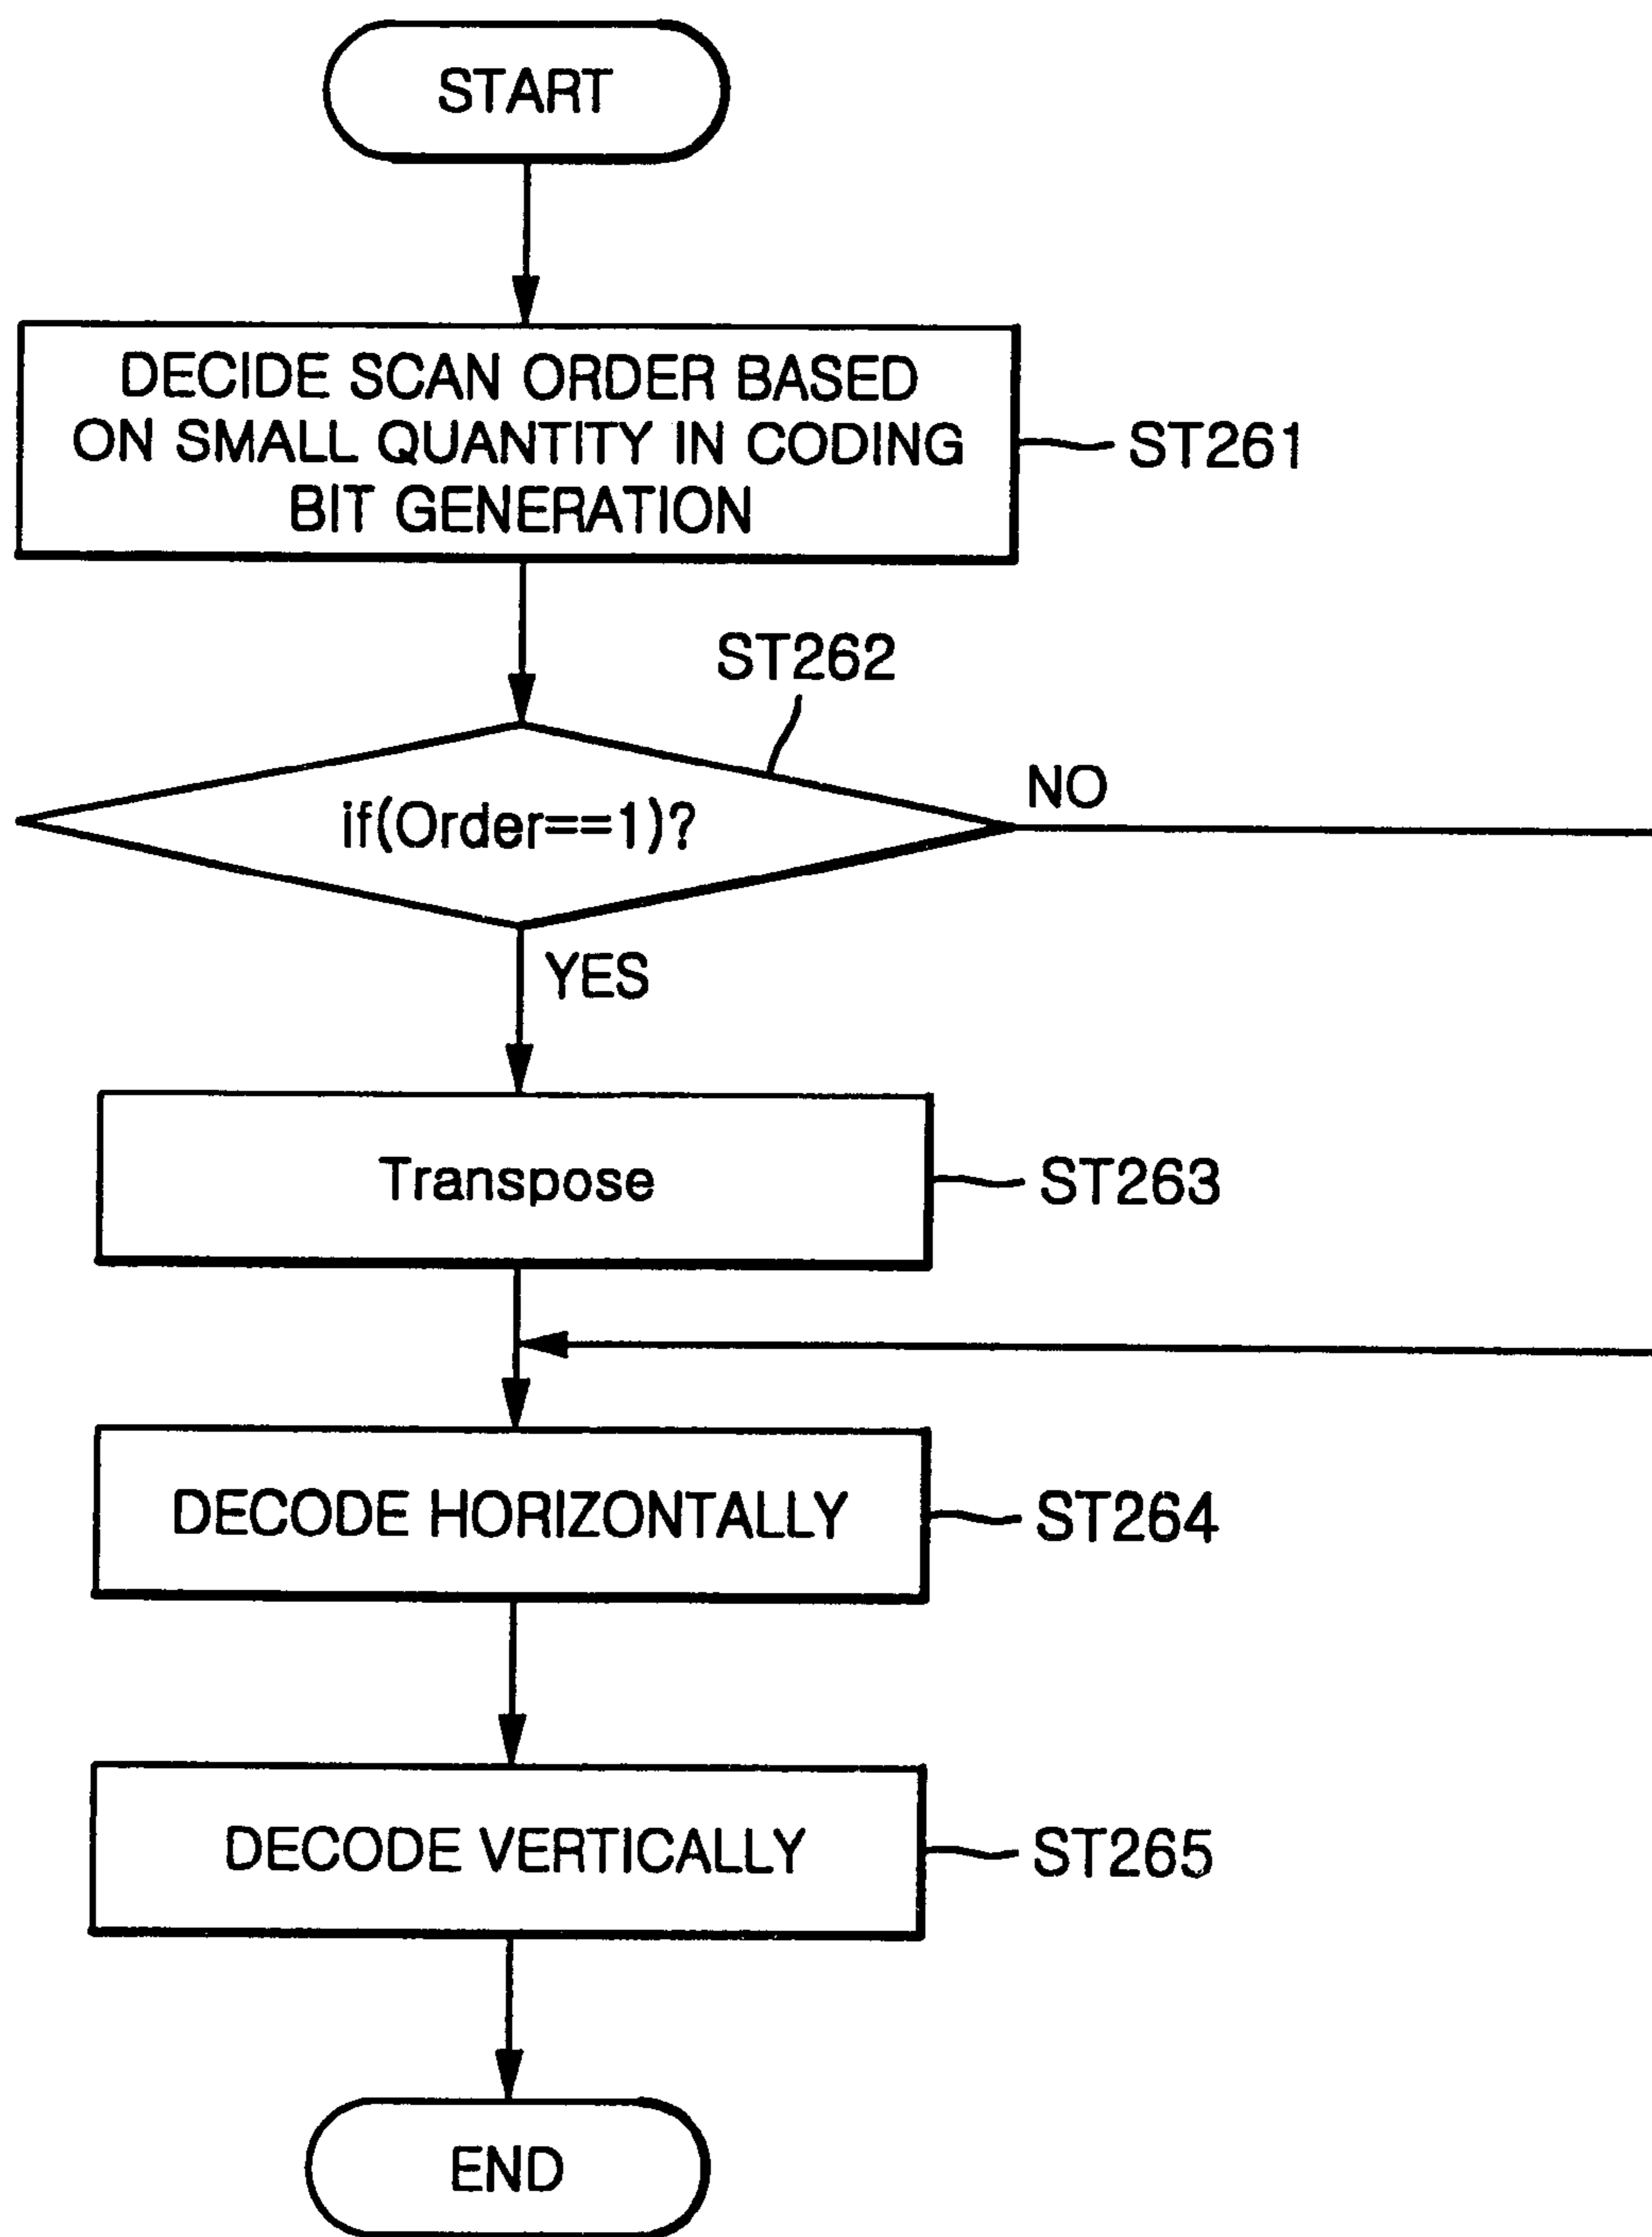 START
DECIDE SCAN ORDER BASED
ON SMALL QUANTITY IN CODING
BIT GENERATION
ST261
ST262
if(Order==1)?
NO
YES
Transpose
ST263
DECODE HORIZONTALLY
ST264
DECODE VERTICALLY
ST265
END